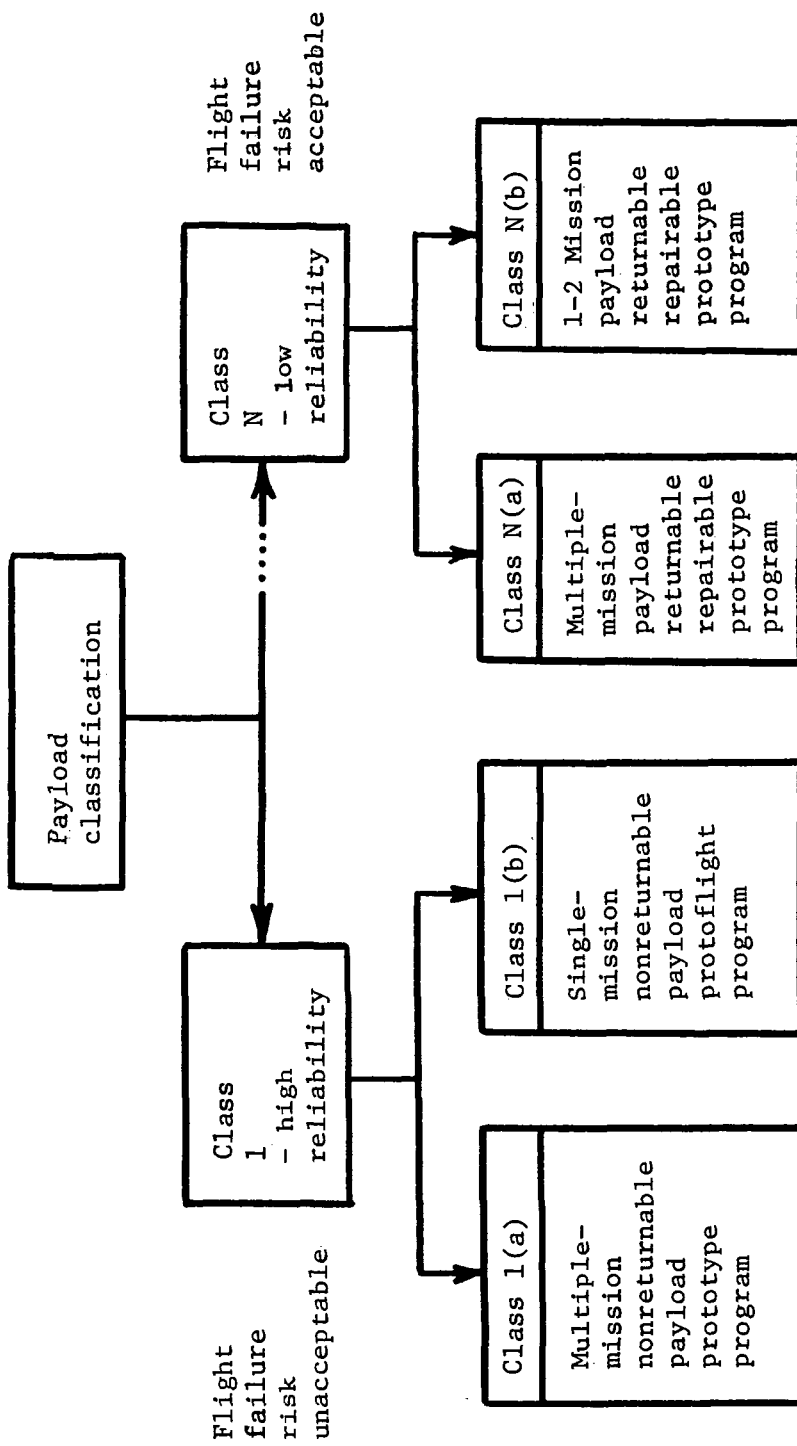 Payload
classification
Flight
failure
risk
unacceptable
Class
1
- high
reliability
Class
N
- low
reliability
Flight
failure
risk
acceptable
Class 1(a)
Multiple-
mission
nonreturnable
payload
prototype
program
Class 1(b)
Single-
mission
nonreturnable
payload
protoflight
program
Class N(a)
Multiple-
mission
payload
returnable
repairable
prototype
program
Class N(b)
1-2 Mission
payload
returnable
repairable
prototype
program